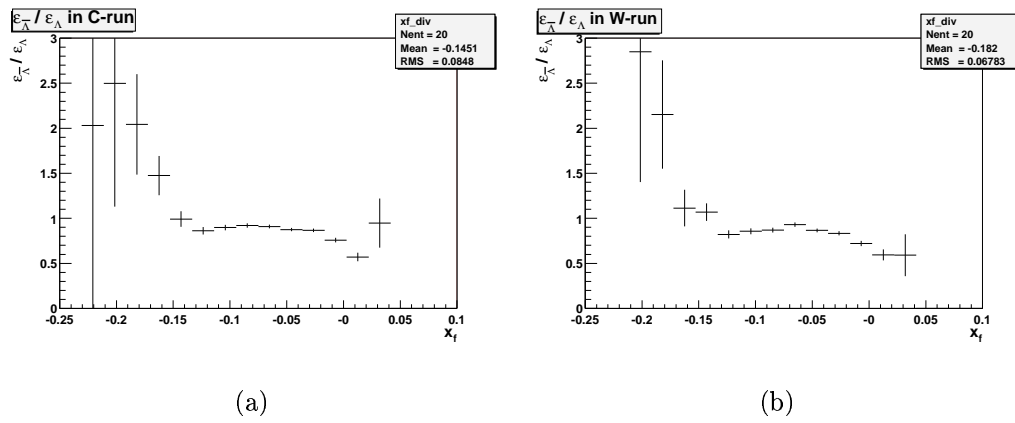 ε_Λ̅ / ε_Λ in C-run
xf_div
Nent = 20
Mean = -0.1451
RMS = 0.0848
ε_Λ̅ / ε_Λ
3
2.5
2
1.5
1
0.5
0
-0.25 -0.2 -0.15 -0.1 -0.05 -0 0.05 0.1
x_f
(a)
ε_Λ̅ / ε_Λ in W-run
xf_div
Nent = 20
Mean = -0.182
RMS = 0.06783
ε_Λ̅ / ε_Λ
3
2.5
2
1.5
1
0.5
0
-0.25 -0.2 -0.15 -0.1 -0.05 -0 0.05 0.1
x_f
(b)